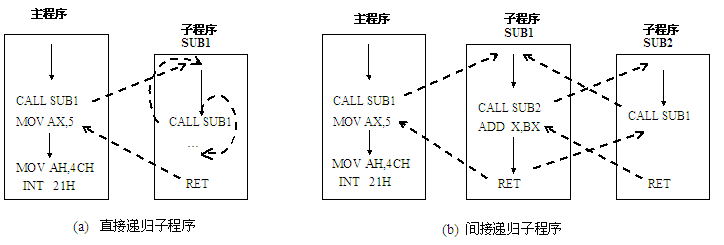 主程序
子程序
SUB1
CALL SUB1
MOV AX,5
MOV AH,4CH
INT 21H
CALL SUB1
...
RET
(a) 直接递归子程序
主程序
子程序
SUB1
子程序
SUB2
CALL SUB1
MOV AX,5
MOV AH,4CH
INT 21H
CALL SUB2
ADD X,BX
RET
CALL SUB1
RET
(b) 间接递归子程序